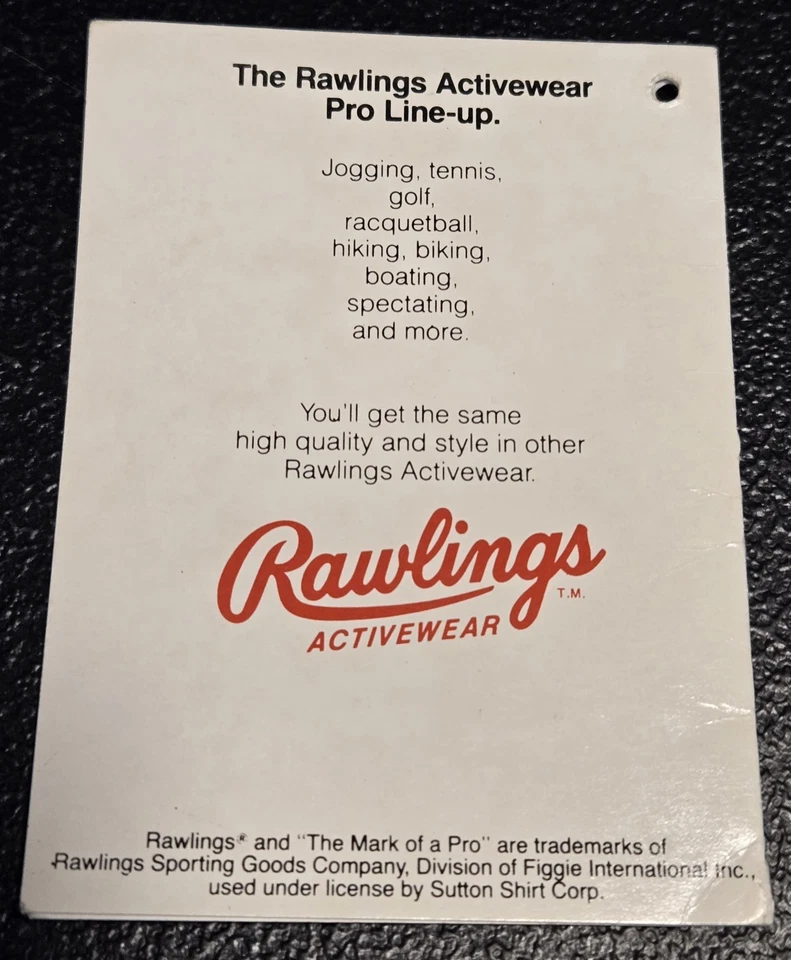 The Rawlings Activewear
Pro Line-up.
Jogging, tennis,
golf,
racquetball,
hiking, biking,
boating,
spectating,
and more.
You'll get the same
high quality and style in other
Rawlings Activewear.
Rawlings
T.M.
ACTIVEWEAR
Rawlings® and "The Mark of a Pro" are trademarks of
Rawlings Sporting Goods Company, Division of Figgie International Inc.,
used under license by Sutton Shirt Corp.